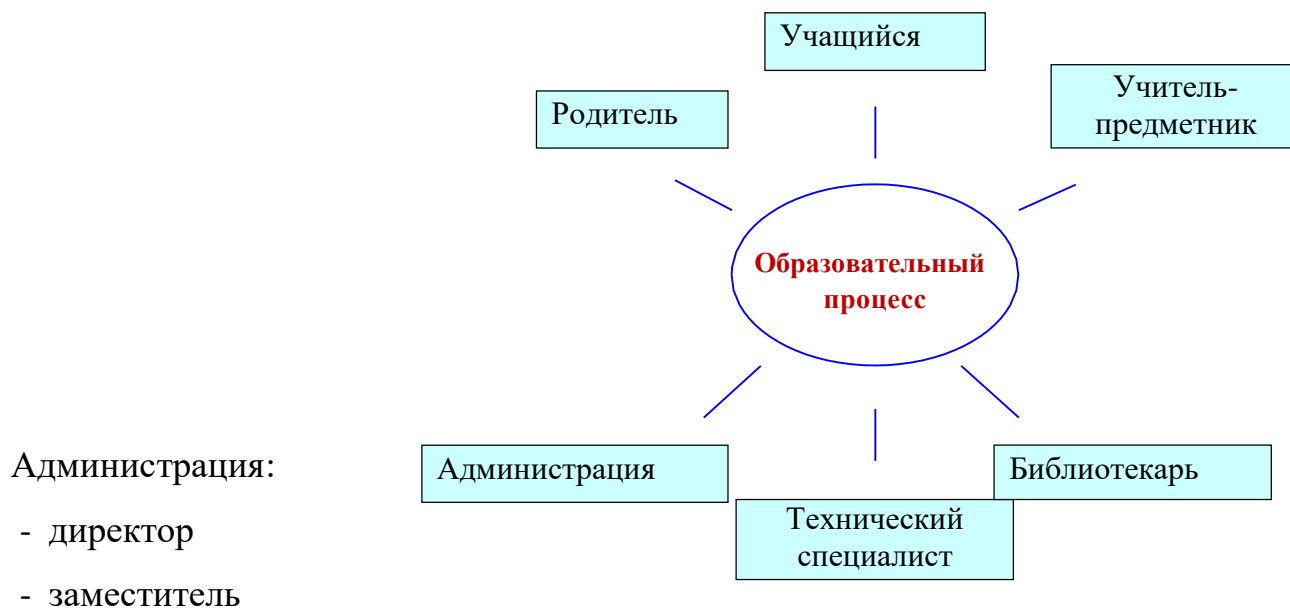 Учащийся
Родитель
Учитель-
предметник
Образовательный
процесс
Администрация
Библиотекарь
Технический
специалист
Администрация:
- директор
- заместитель